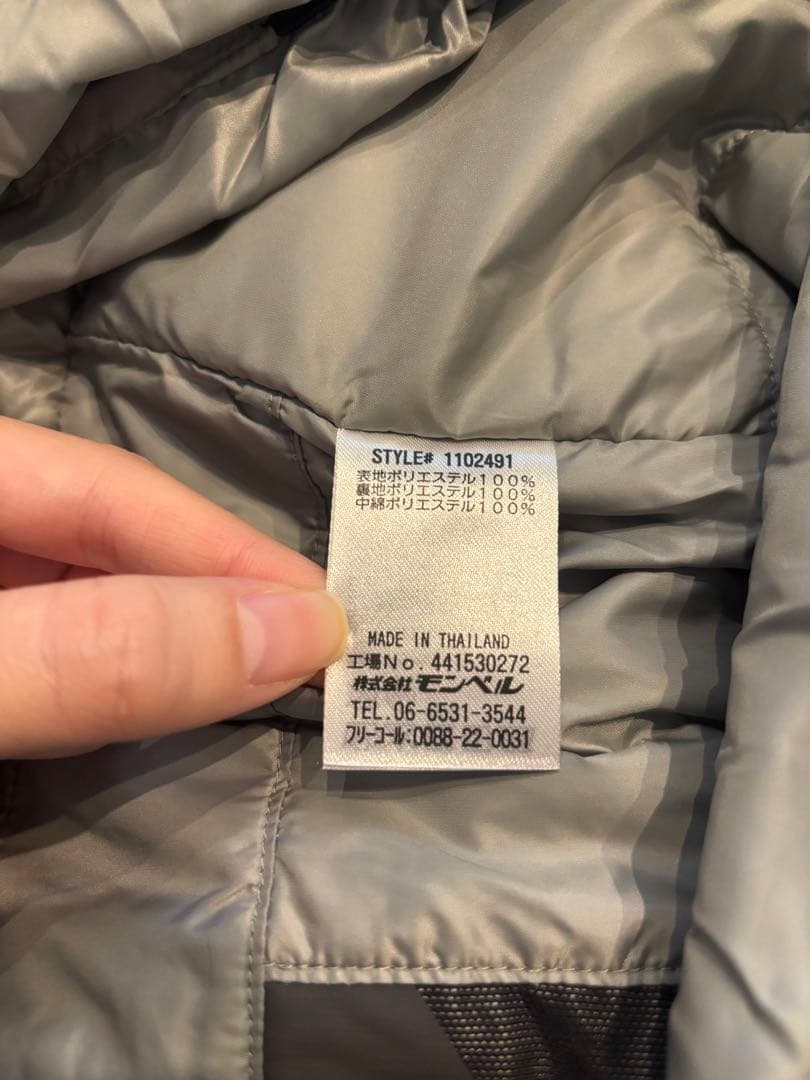 STYLE# 1102491
表地ポリエステル100%
裏地ポリエステル100%
中綿ポリエステル100%
MADE IN THAILAND
工場No. 441530272
株式会社 モンベル
TEL.06-6531-3544
フリーコール:0088-22-0031